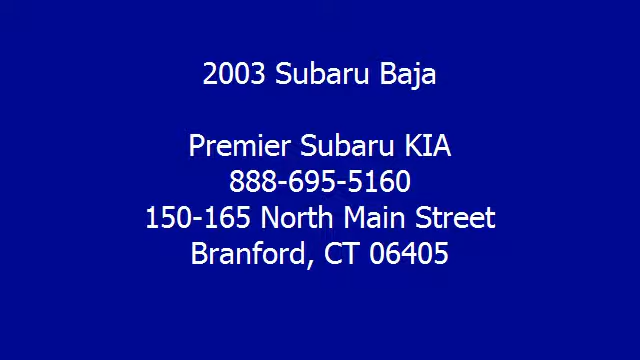 2003 Subaru Baja
Premier Subaru KIA
888-695-5160
150-165 North Main Street
Branford, CT 06405